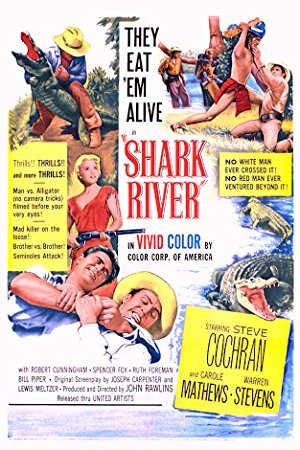 THEY
EAT
'EM
ALIVE
in
"SHARK
RIVER"
IN VIVID COLOR BY
COLOR CORP. OF AMERICA
Thrills!! THRILLS!!
and more THRILLS!
Man vs. Alligator
(no camera tricks)
filmed before your
very eyes!
Mad killer on the
loose!
Brother vs. Brother!
Seminoles Attack!
NO WHITE MAN
EVER CROSSED IT!
NO RED MAN EVER
VENTURED BEYOND IT!
STARRING STEVE
COCHRAN
AND CAROLE WARREN
MATHEWS · STEVENS
with ROBERT CUNNINGHAM · SPENCER FOX · RUTH FOREMAN
BILL PIPER · Original Screenplay by JOSEPH CARPENTER and
LEWIS MELTZER · Produced and Directed by JOHN RAWLINS
Released thru UNITED ARTISTS